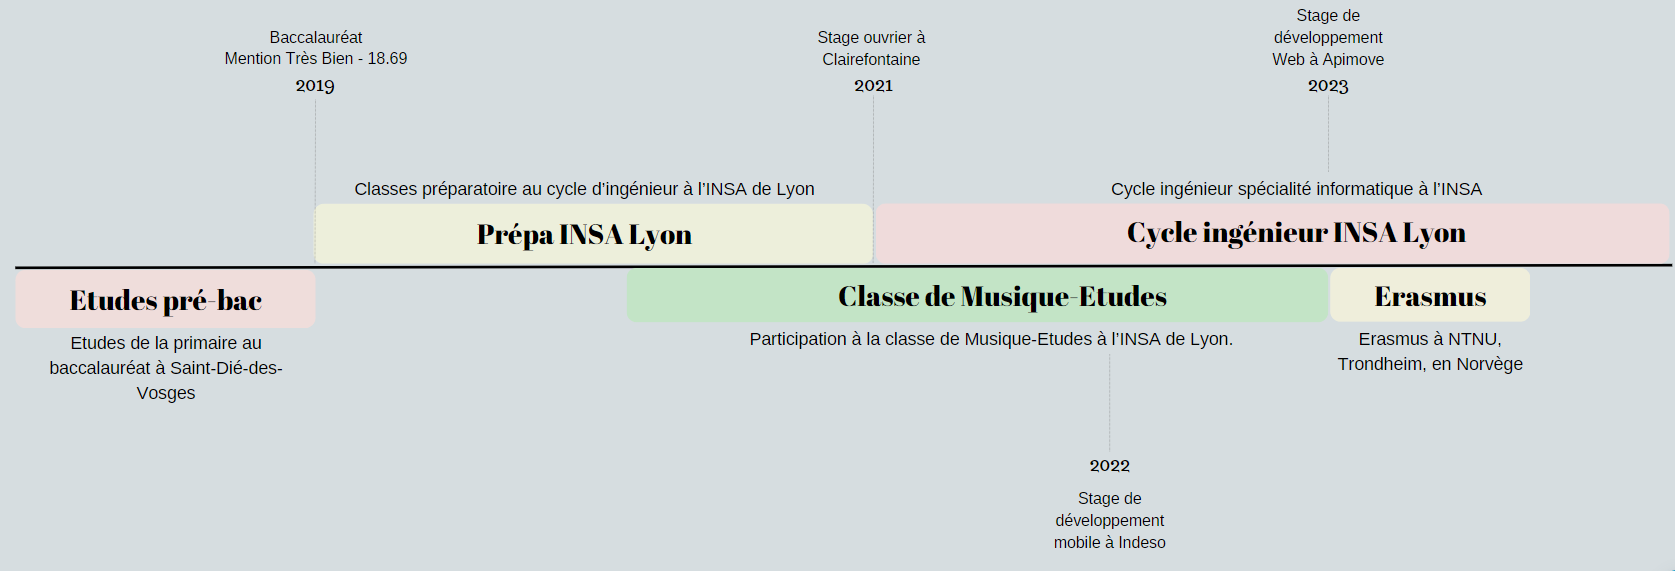 Baccalauréat
Mention Très Bien - 18.69
2019
Stage ouvrier à
Clairefontaine
2021
Stage de
développement
Web à Apimove
2023
Classes préparatoire au cycle d'ingénieur à l'INSA de Lyon
Prépa INSA Lyon
Cycle ingénieur spécialité informatique à l'INSA
Cycle ingénieur INSA Lyon
Etudes pré-bac
Etudes de la primaire au
baccalauréat à Saint-Dié-des-
Vosges
Classe de Musique-Etudes
Participation à la classe de Musique-Etudes à l'INSA de Lyon.
Erasmus
Erasmus à NTNU,
Trondheim, en Norvège
2022
Stage de
développement
mobile à Indeso